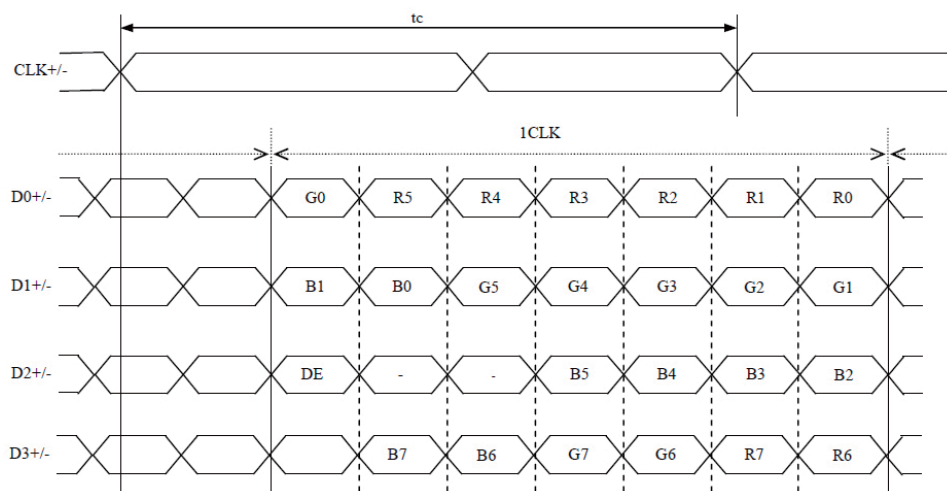 tc
CLK+/-
1CLK
D0+/- G0 R5 R4 R3 R2 R1 R0
D1+/- B1 B0 G5 G4 G3 G2 G1
D2+/- DE - - B5 B4 B3 B2
D3+/- B7 B6 G7 G6 R7 R6